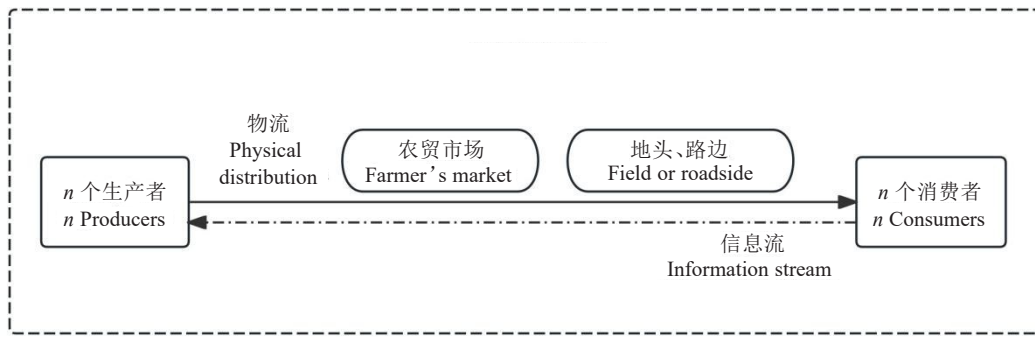 物流
Physical
distribution
农贸市场
Farmer's market
地头、路边
Field or roadside
n 个生产者
n Producers
n 个消费者
n Consumers
信息流
Information stream